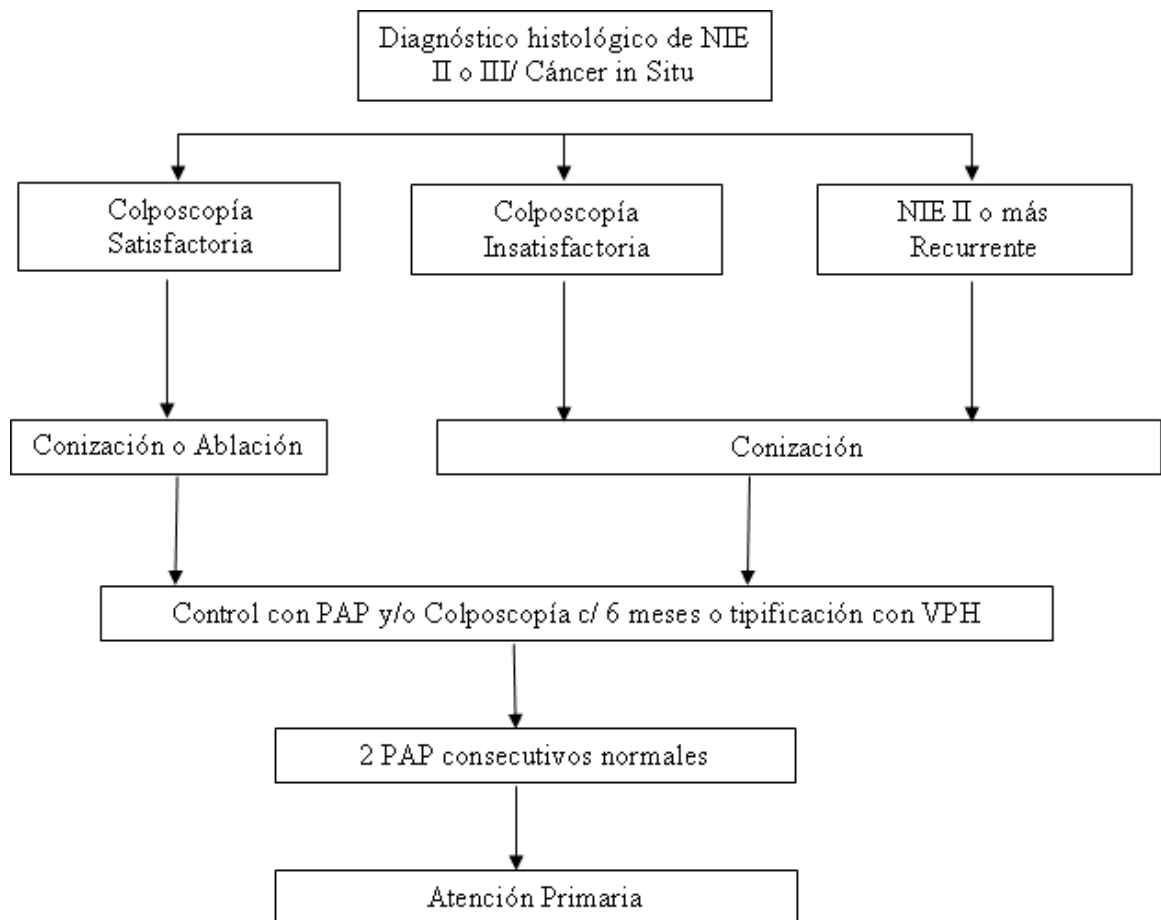 Diagnóstico histológico de NIE
II o III/ Cáncer in Situ
Colposcopía
Satisfactoria
Colposcopía
Insatisfactoria
NIE II o más
Recurrente
Conización o Ablación
Conización
Control con PAP y/o Colposcopía c/ 6 meses o tipificación con VPH
2 PAP consecutivos normales
Atención Primaria